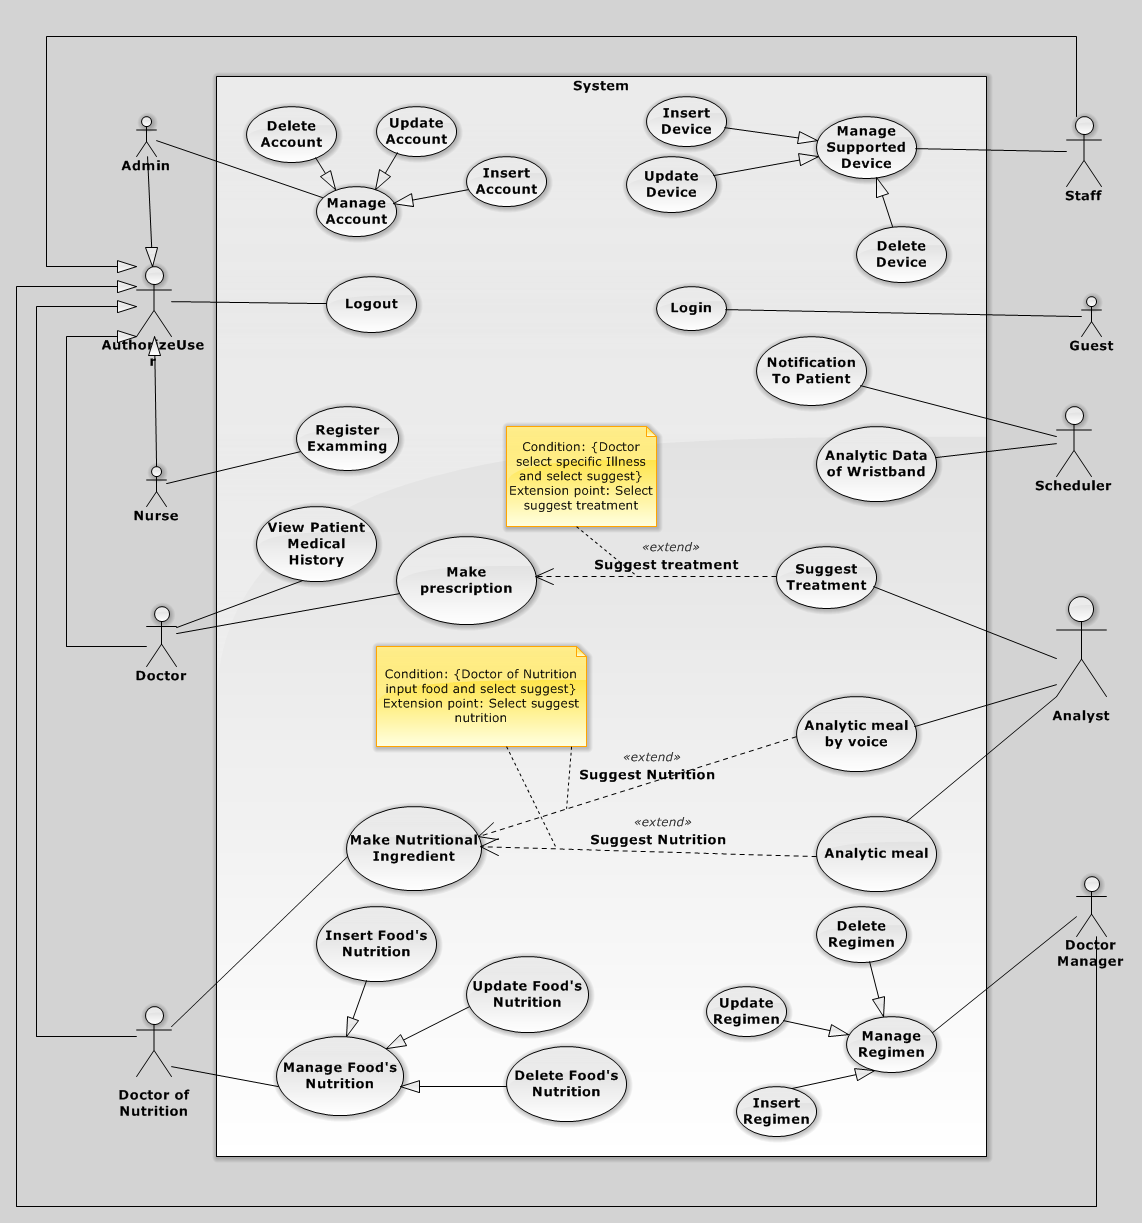 System
Delete
Account
Update
Account
Insert
Account
Manage
Account
Insert
Device
Update
Device
Manage
Supported
Device
Delete
Device
Admin
Staff
Logout
Login
AuthorizeUse
r
Guest
Notification
To Patient
Register
Examming
Analytic Data
of Wristband
Scheduler
Nurse
Condition: {Doctor
select specific Illness
and select suggest}
Extension point: Select
suggest treatment
View Patient
Medical
History
Make
prescription
«extend»
Suggest treatment
Suggest
Treatment
Doctor
Condition: {Doctor of Nutrition
input food and select suggest}
Extension point: Select suggest
nutrition
Analyst
Analytic meal
by voice
«extend»
Suggest Nutrition
«extend»
Suggest Nutrition
Make Nutritional
Ingredient
Analytic meal
Insert Food's
Nutrition
Delete
Regimen
Doctor
Manager
Update Food's
Nutrition
Update
Regimen
Manage
Regimen
Manage Food's
Nutrition
Delete Food's
Nutrition
Insert
Regimen
Doctor of
Nutrition